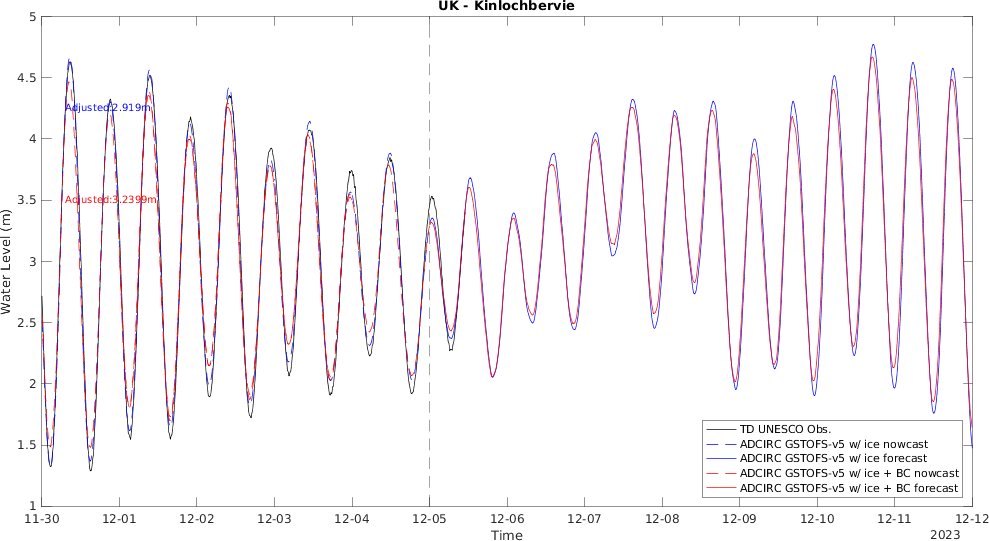 UK - Kinlochbervie
5
4.5
Adjusted:2.919m
4
3.5
Adjusted:3.2399m
Water Level (m)
3
2.5
2
1.5
1
TD UNESCO Obs.
ADCIRC GSTOFS-v5 w/ ice nowcast
ADCIRC GSTOFS-v5 w/ ice forecast
ADCIRC GSTOFS-v5 w/ ice + BC nowcast
ADCIRC GSTOFS-v5 w/ ice + BC forecast
11-30 12-01 12-02 12-03 12-04 12-05 12-06 12-07 12-08 12-09 12-10 12-11 12-12
Time
2023